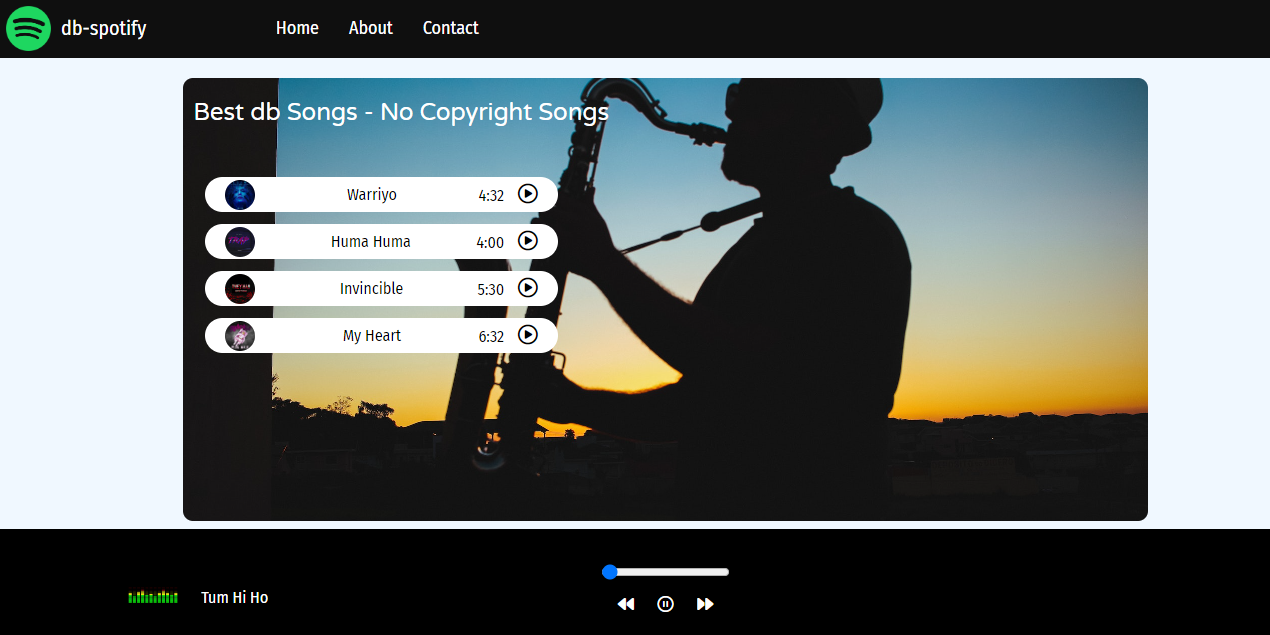 db-spotify Home About Contact
Best db Songs - No Copyright Songs
Warriyo 4:32
Huma Huma 4:00
Invincible 5:30
My Heart 6:32
Tum Hi Ho